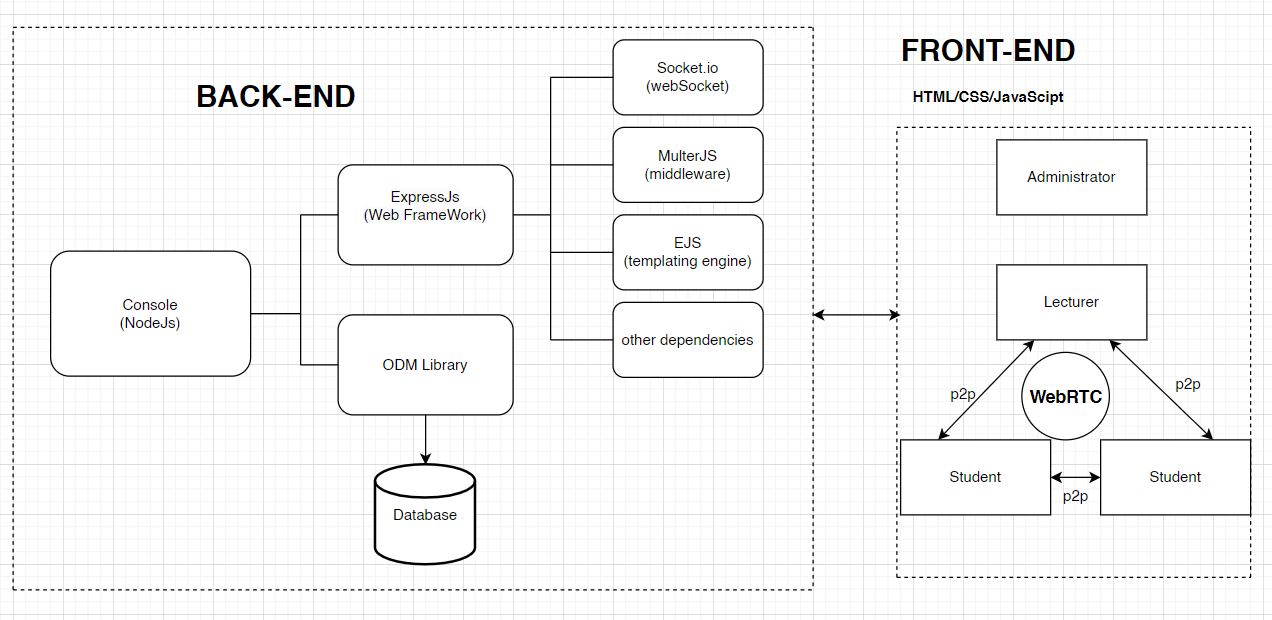 BACK-END
Socket.io
(webSocket)
MulterJS
(middleware)
ExpressJs
(Web FrameWork)
EJS
(templating engine)
Console
(NodeJs)
other dependencies
ODM Library
Database
FRONT-END
HTML/CSS/JavaScipt
Administrator
Lecturer
p2p
WebRTC
p2p
Student
Student
p2p